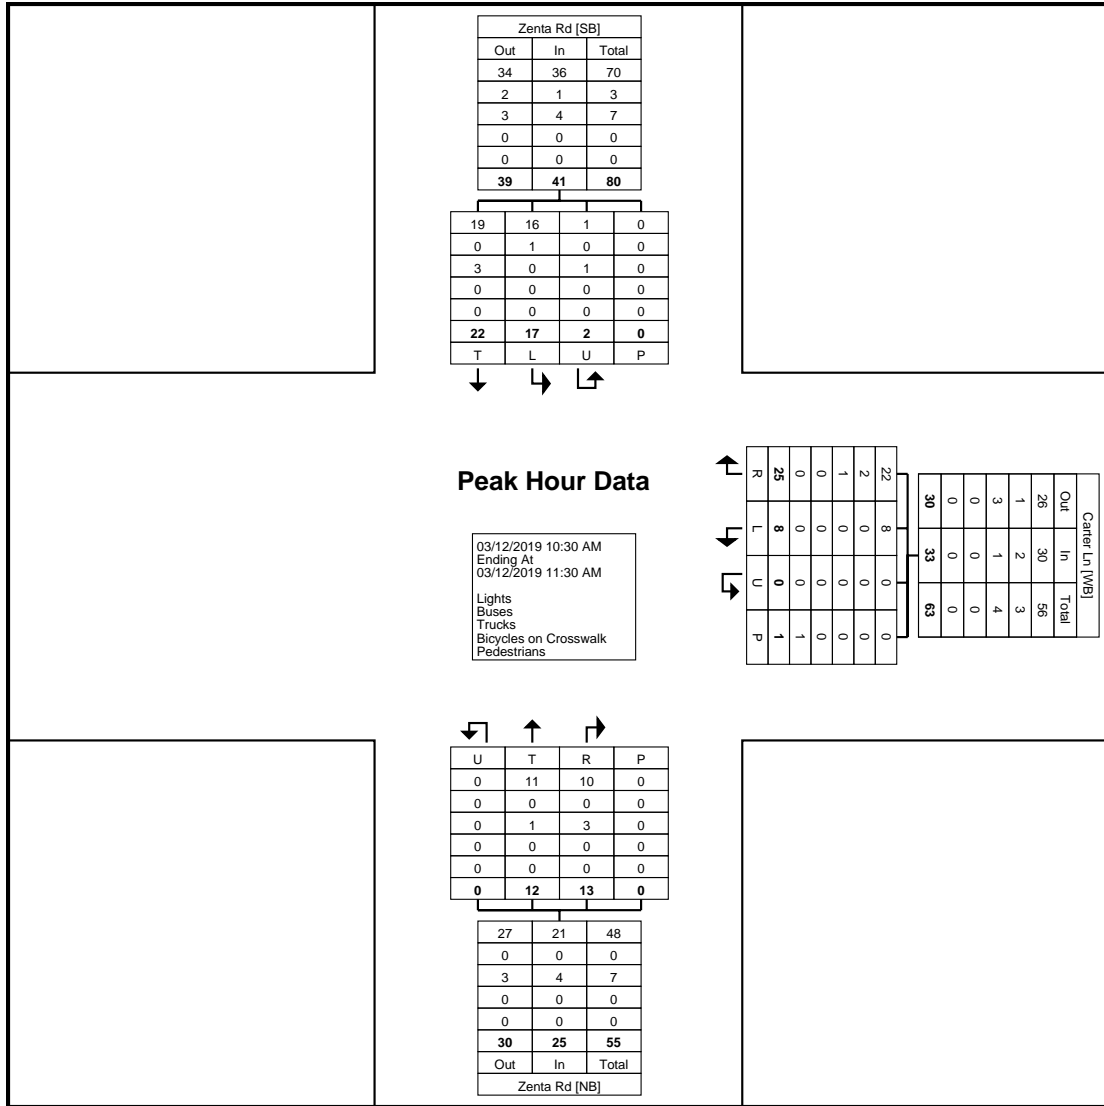 Zenta Rd [SB]
Out In Total
34 36 70
2 1 3
3 4 7
0 0 0
0 0 0
39 41 80
19 16 1 0
0 1 0 0
3 0 1 0
0 0 0 0
0 0 0 0
22 17 2 0
T L U P
Peak Hour Data
03/12/2019 10:30 AM
Ending At
03/12/2019 11:30 AM
Lights
Buses
Trucks
Bicycles on Crosswalk
Pedestrians
Carter Ln [WB]
Out In Total
26 30 56
1 2 3
3 1 4
0 0 0
0 0 0
30 33 63
22 8 0 0
2 0 0 0
1 0 0 0
0 0 0 0
0 0 0 1
25 8 0 1
R L U P
U T R P
0 11 10 0
0 0 0 0
0 1 3 0
0 0 0 0
0 0 0 0
0 12 13 0
27 21 48
0 0 0
3 4 7
0 0 0
0 0 0
30 25 55
Out In Total
Zenta Rd [NB]